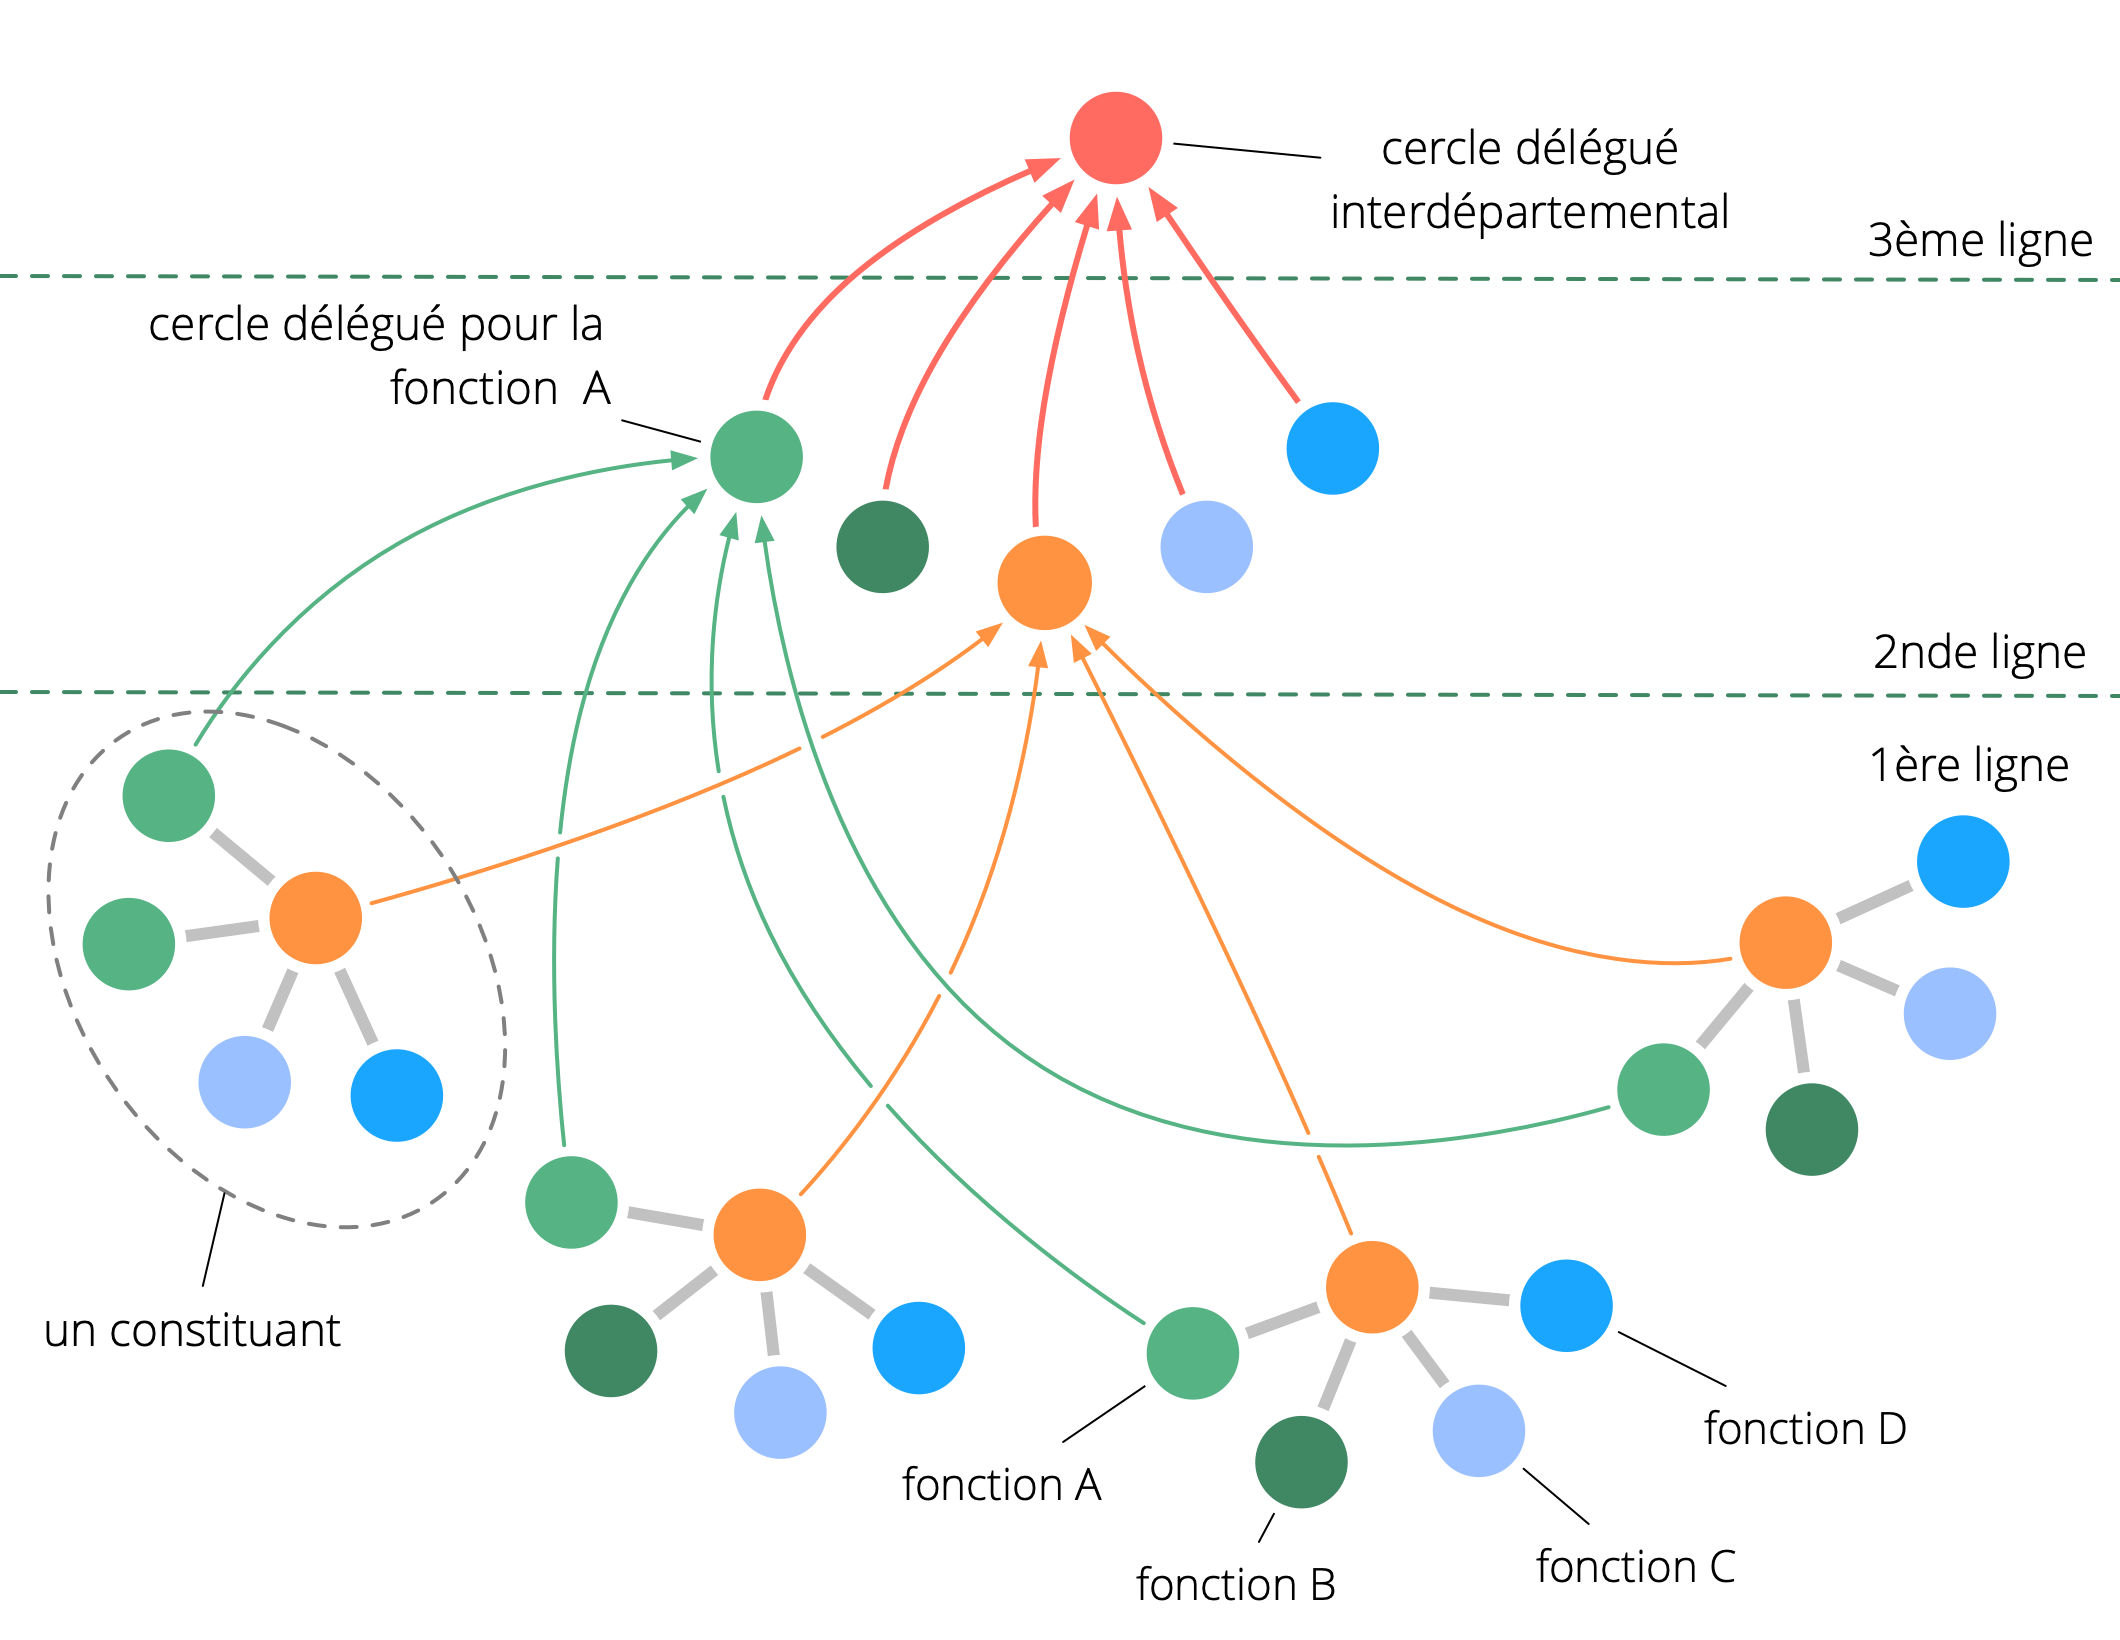 cercle délégué
interdépartemental
3ème ligne
cercle délégué pour la
fonction A
2nde ligne
1ère ligne
un constituant
fonction A
fonction B
fonction C
fonction D